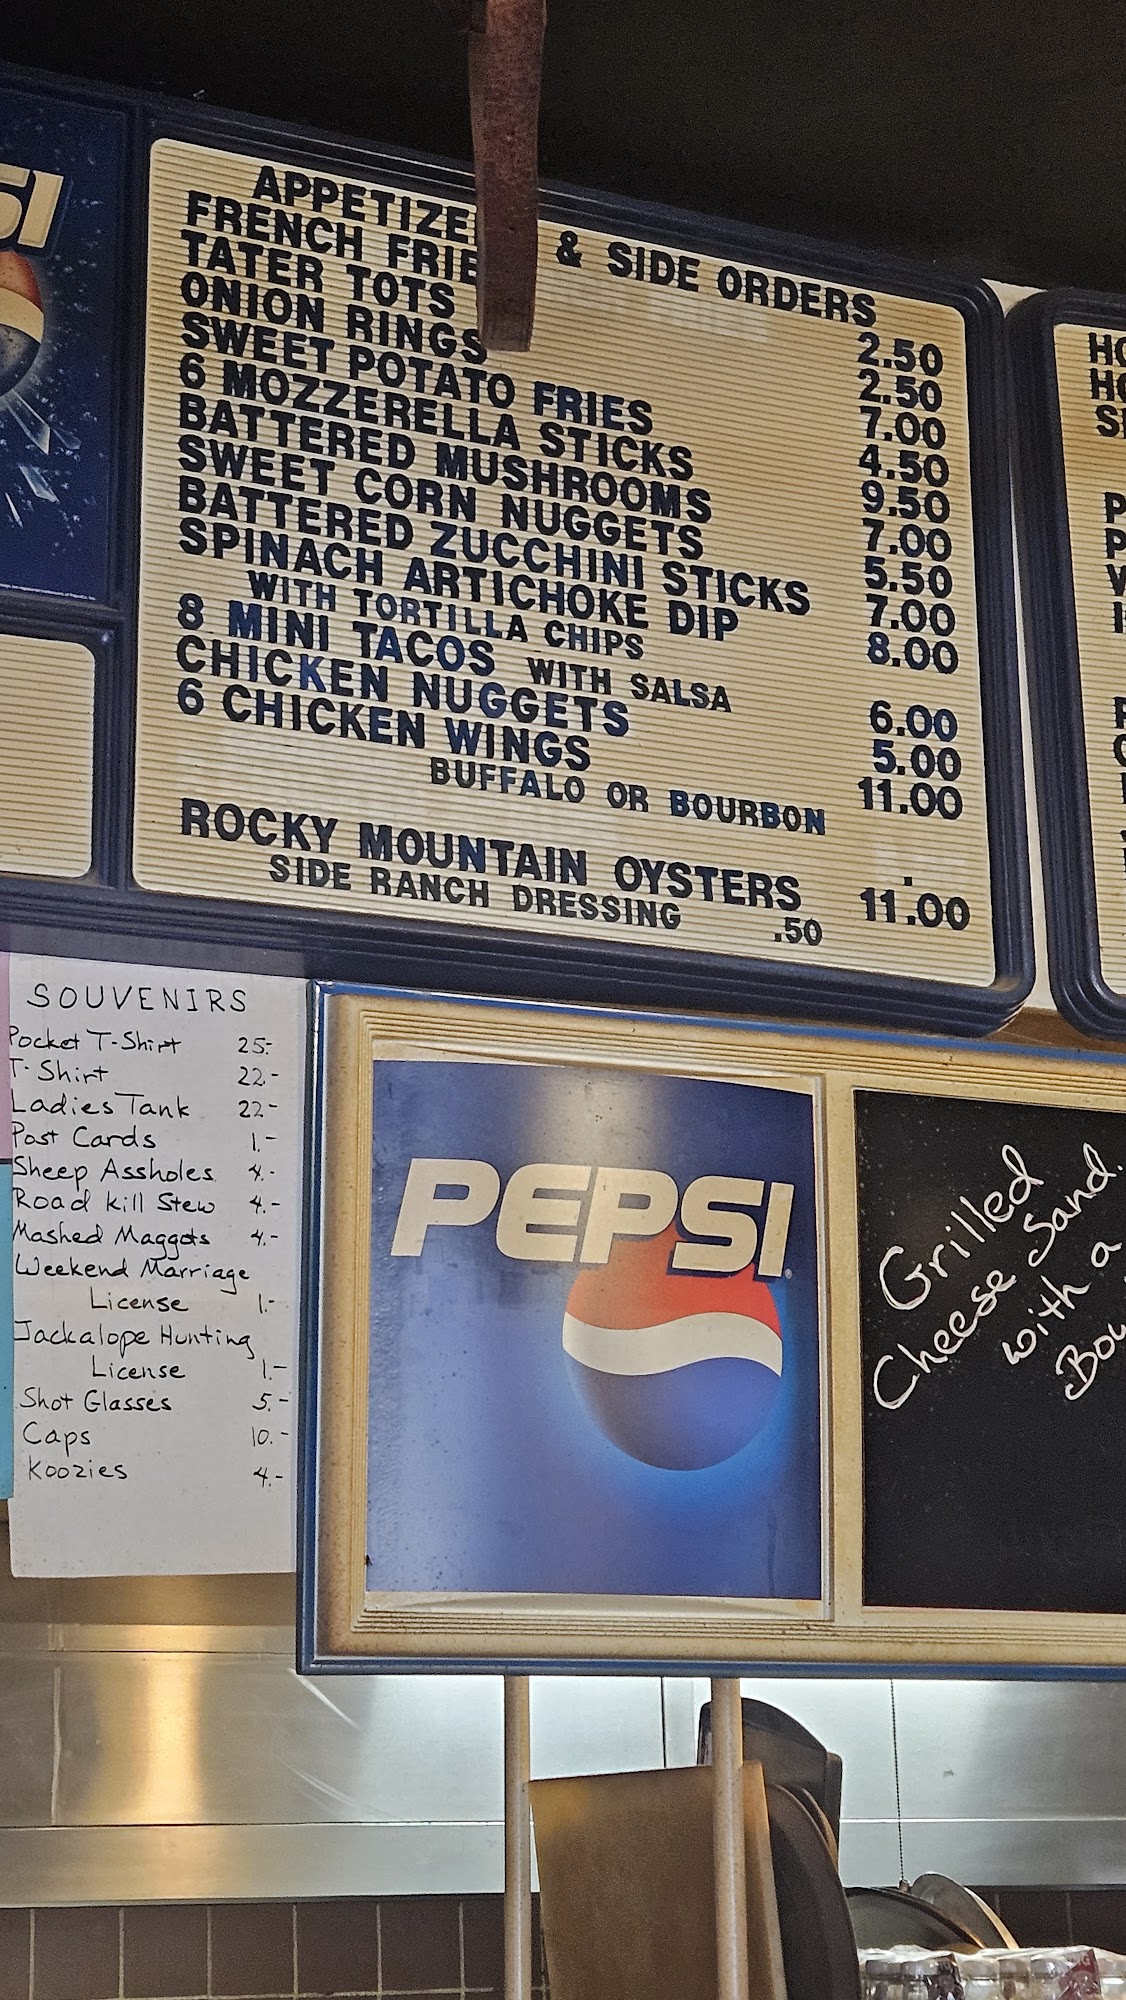 SI
APPETIZE & SIDE ORDERS
FRENCH FRIE 2.50
TATER TOTS 2.50
ONION RINGS 7.00
SWEET POTATO FRIES 4.50
6 MOZZERELLA STICKS 9.50
BATTERED MUSHROOMS 7.00
SWEET CORN NUGGETS 5.50
BATTERED ZUCCHINI STICKS 7.00
SPINACH ARTICHOKE DIP 8.00
WITH TORTILLA CHIPS
8 MINI TACOS WITH SALSA 6.00
CHICKEN NUGGETS 5.00
6 CHICKEN WINGS 11.00
BUFFALO OR BOURBON
.
ROCKY MOUNTAIN OYSTERS 11.00
SIDE RANCH DRESSING .50
HO
HO
P
P
SOUVENIRS
Pocket T-Shirt 25.-
T-Shirt 22.-
Ladies Tank 22-
Post Cards 1.-
Sheep Assholes 4.-
Road kill Stew 4.-
Mashed Maggots 4.-
Weekend Marriage
License 1.-
Jackalope Hunting
License 1.-
Shot Glasses 5.-
Caps 10.-
Koozies 4.-
PEPSI
Grilled
Cheese Sand.
with a
Bow